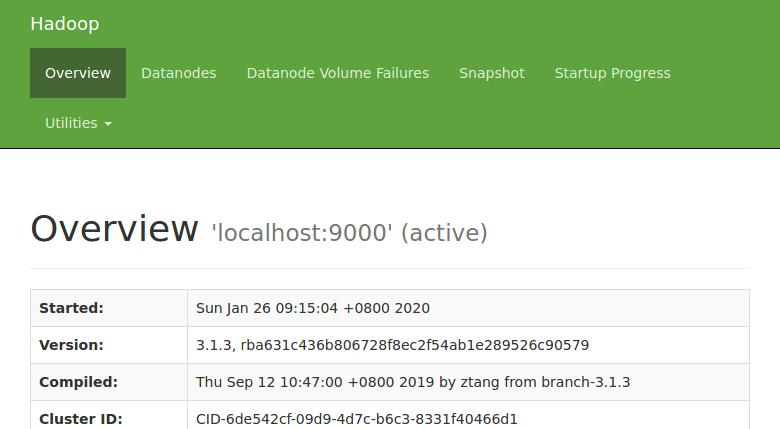 Hadoop
Overview Datanodes Datanode Volume Failures Snapshot Startup Progress
Utilities
Overview 'localhost:9000' (active)
Started: Sun Jan 26 09:15:04 +0800 2020
Version: 3.1.3, rba631c436b806728f8ec2f54ab1e289526c90579
Compiled: Thu Sep 12 10:47:00 +0800 2019 by ztang from branch-3.1.3
Cluster ID: CID-6de542cf-09d9-4d7c-b6c3-8331f40466d1